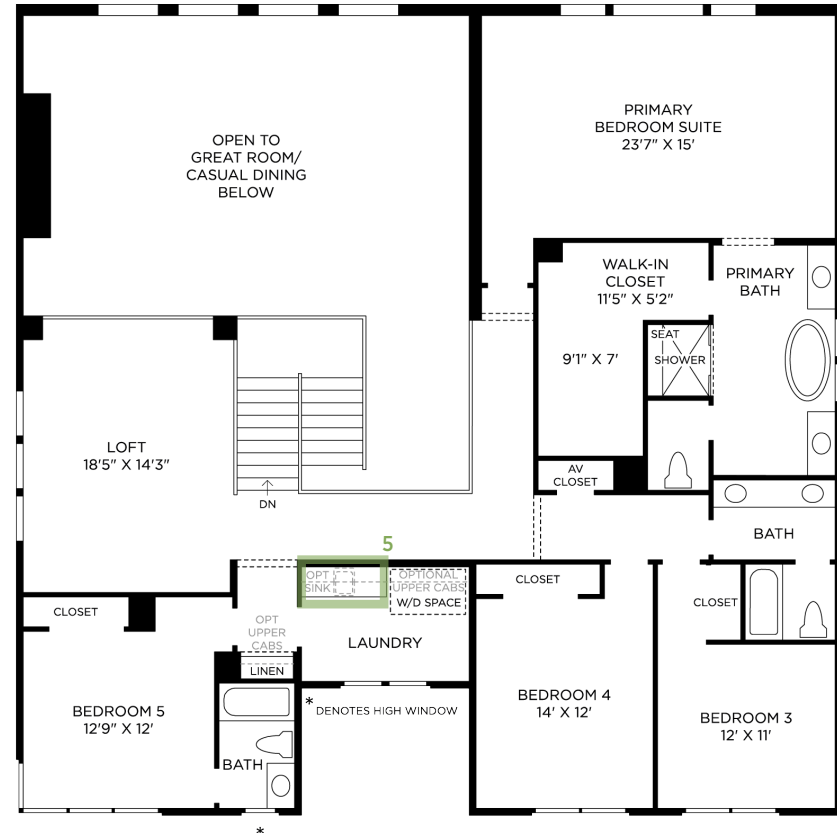 OPEN TO
GREAT ROOM/
CASUAL DINING
BELOW
PRIMARY
BEDROOM SUITE
23'7" X 15'
WALK-IN
CLOSET
11'5" X 5'2"
PRIMARY
BATH
SEAT
SHOWER
9'1" X 7'
LOFT
18'5" X 14'3"
AV
CLOSET
DN
BATH
5
OPT
SINK
OPTIONAL
UPPER CABS
W/D SPACE
CLOSET
CLOSET
CLOSET
OPT
UPPER
CABS
LAUNDRY
LINEN
BEDROOM 5
12'9" X 12'
* DENOTES HIGH WINDOW
BEDROOM 4
14' X 12'
BEDROOM 3
12' X 11'
BATH
*